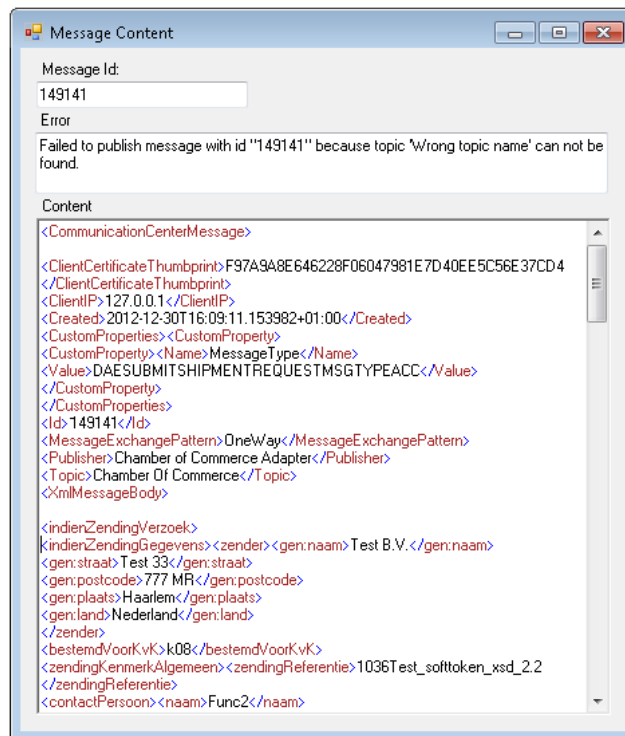 Message Content
Message Id:
149141
Error
Failed to publish message with id "149141" because topic 'Wrong topic name' can not be
found.
Content
<CommunicationCenterMessage>
<ClientCertificateThumbprint>F97A9A8E646228F06047981E7D40EE5C56E37CD4
</ClientCertificateThumbprint>
<ClientIP>127.0.0.1</ClientIP>
<Created>2012-12-30T16:09:11.153982+01:00</Created>
<CustomProperties><CustomProperty>
<CustomProperty><Name>MessageType</Name>
<Value>DAESUBMITSHIPMENTREQUESTMSGTYPEACC</Value>
</CustomProperty>
</CustomProperties>
<Id>149141</Id>
<MessageExchangePattern>OneWay</MessageExchangePattern>
<Publisher>Chamber of Commerce Adapter</Publisher>
<Topic>Chamber Of Commerce</Topic>
<XmlMessageBody>
<indienZendingVerzoek>
<indienZendingGegevens><zender><gen:naam>Test B.V.</gen:naam>
<gen:straat>Test 33</gen:straat>
<gen:postcode>777 MR</gen:postcode>
<gen:plaats>Haarlem</gen:plaats>
<gen:land>Nederland</gen:land>
</zender>
<bestemdVoorKvK>k08</bestemdVoorKvK>
<zendingKenmerkAlgemeen><zendingReferentie>1036Test_softtoken_xsd_2.2
</zendingReferentie>
<contactPersoon><naam>Func2</naam>